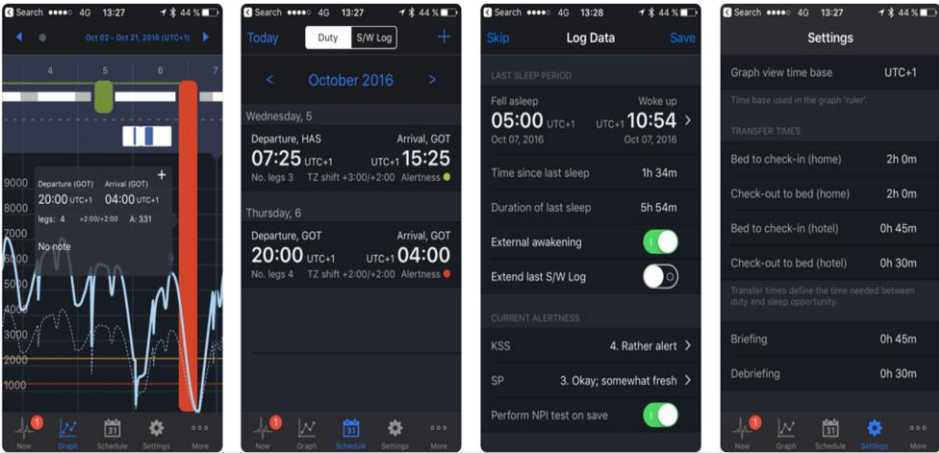 Search 4G 13:27 44 %
Oct 02 - Oct 21, 2016 (UTC+1)
4 5 6 7
9000
8000
7000
6000
5000
4000
3000
2000
1000
Departure (GOT) Arrival (GOT) +
20:00 UTC+1 04:00 UTC+1
legs: 4 +2:00/+2:00 A: 331
No note
1
Now Graph Schedule Settings More
31
Search 4G 13:27 44 %
Today Duty S/W Log +
< October 2016 >
Wednesday, 5
Departure, HAS Arrival, GOT
07:25 UTC+1 UTC+1 15:25
No. legs 3 TZ shift +3:00/+2:00 Alertness
Thursday, 6
Departure, GOT Arrival, GOT
20:00 UTC+1 UTC+1 04:00
No. legs 4 TZ shift +2:00/+2:00 Alertness
1
31
Now Graph Schedule Settings More
Search 4G 13:28 44 %
Skip Log Data Save
LAST SLEEP PERIOD
Fell asleep Woke up
05:00 UTC+1 UTC+1 10:54 >
Oct 07, 2016 Oct 07, 2016
Time since last sleep 1h 34m
Duration of last sleep 5h 54m
External awakening
Extend last S/W Log
CURRENT ALERTNESS
KSS 4. Rather alert >
SP 3. Okay; somewhat fresh >
Perform NPI test on save
Search 4G 13:27 44 %
Settings
Graph view time base UTC+1
Time base used in the graph 'ruler'.
TRANSFER TIMES
Bed to check-in (home) 2h 0m
Check-out to bed (home) 2h 0m
Bed to check-in (hotel) 0h 45m
Check-out to bed (hotel) 0h 30m
Transfer times define the time needed between
duty and sleep opportunity.
Briefing 0h 45m
Debriefing 0h 30m
1
31
Now Graph Schedule Settings More